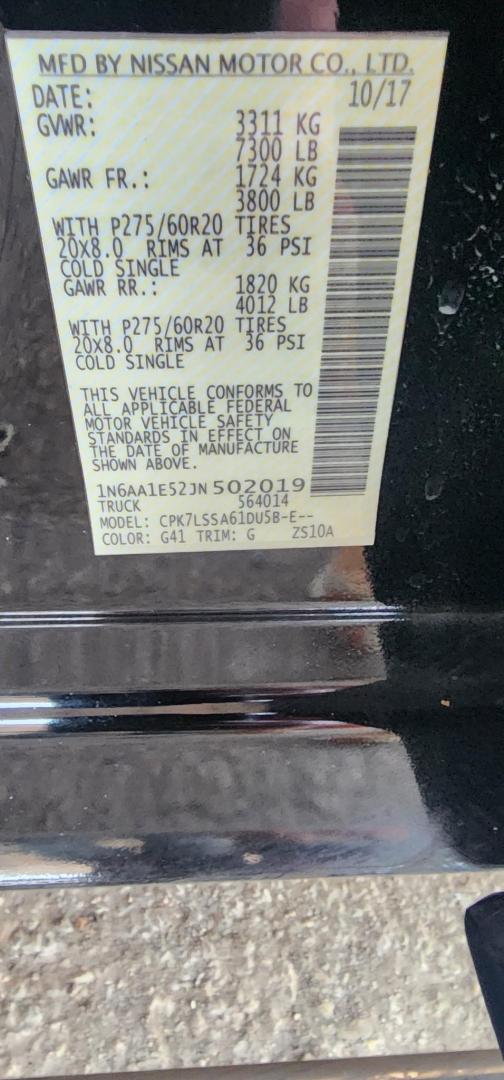 MFD BY NISSAN MOTOR CO., LTD.
DATE: 10/17
GVWR: 3311 KG
7300 LB
GAWR FR.: 1724 KG
3800 LB
WITH P275/60R20 TIRES
20X8.0 RIMS AT 36 PSI
COLD SINGLE
GAWR RR.: 1820 KG
4012 LB
WITH P275/60R20 TIRES
20X8.0 RIMS AT 36 PSI
COLD SINGLE
THIS VEHICLE CONFORMS TO
ALL APPLICABLE FEDERAL
MOTOR VEHICLE SAFETY
STANDARDS IN EFFECT ON
THE DATE OF MANUFACTURE
SHOWN ABOVE.
1N6AA1E52JN502019
TRUCK 564014
MODEL: CPK7LSSA61DU5B-E--
COLOR: G41 TRIM: G ZS10A